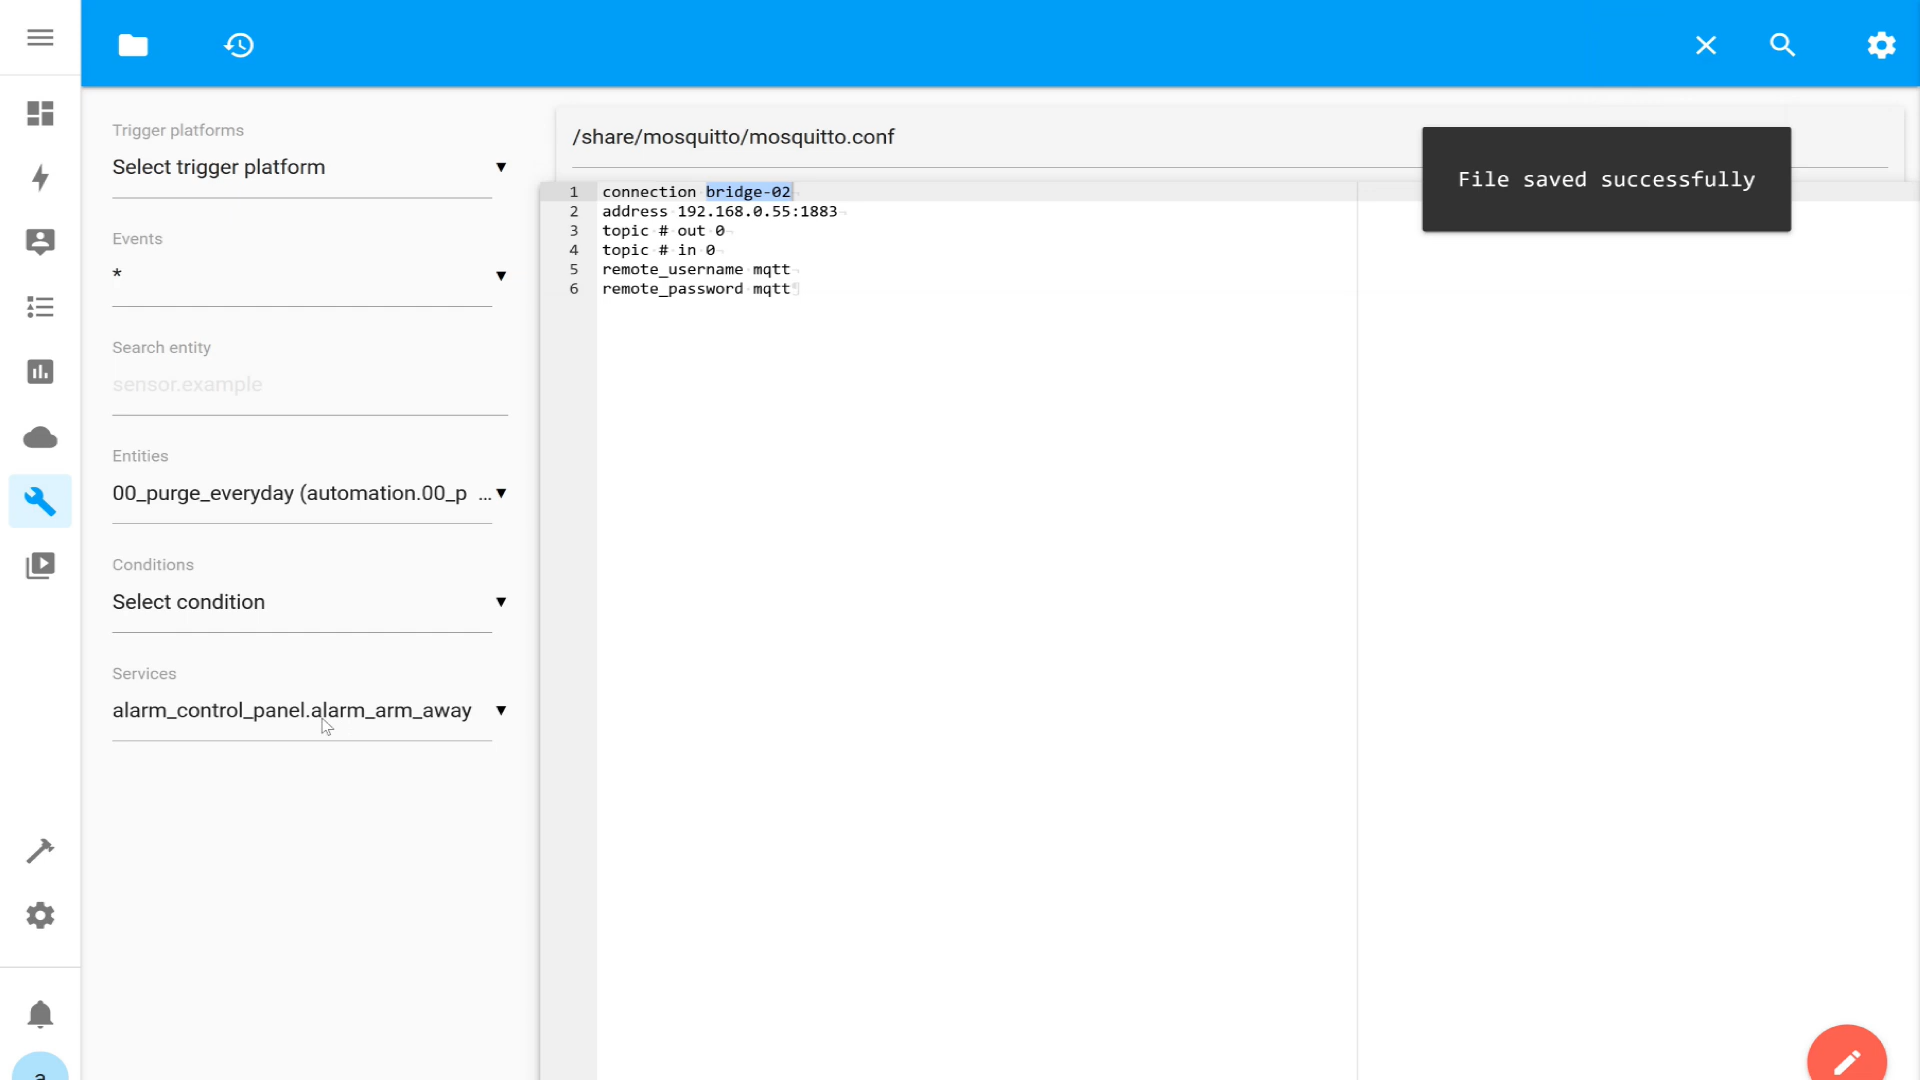 Trigger platforms
Select trigger platform
Events
*
Search entity
sensor.example
Entities
00_purge_everyday (automation.00_p ...
Conditions
Select condition
Services
alarm_control_panel.alarm_arm_away
/share/mosquitto/mosquitto.conf
File saved successfully
1 connection bridge-02
2 address 192.168.0.55:1883
3 topic # out 0
4 topic # in 0
5 remote_username mqtt
6 remote_password mqtt
a